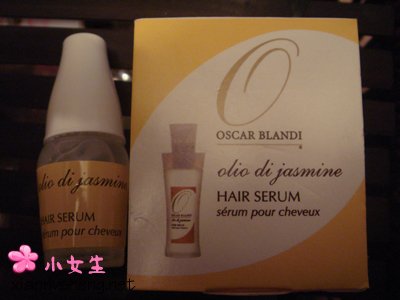 olio di jasmine
HAIR SERUM
sérum pour cheveux
O
OSCAR BLANDI
olio di jasmine
HAIR SERUM
sérum pour cheveux
小女生